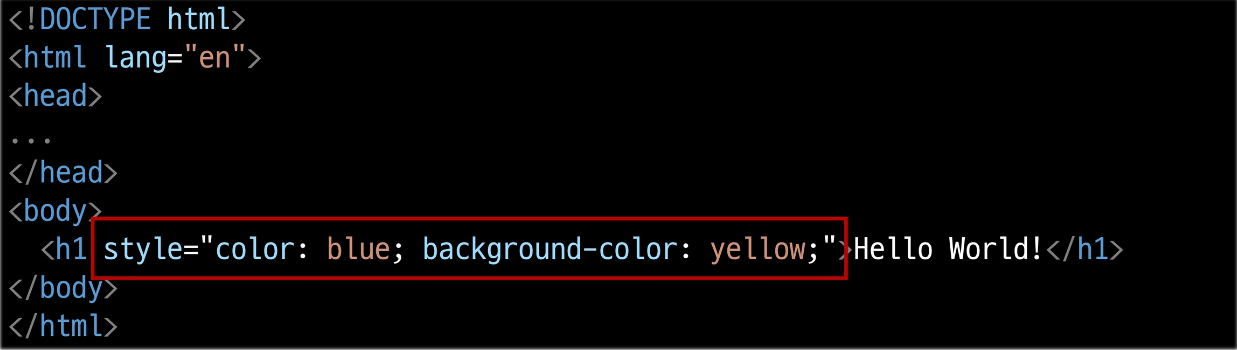 <!DOCTYPE html>
<html lang="en">
<head>
...
</head>
<body>
  <h1 style="color: blue; background-color: yellow;">Hello World!</h1>
</body>
</html>